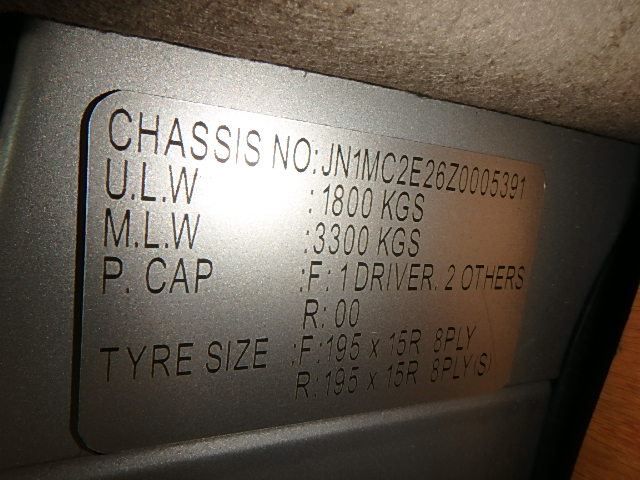 CHASSIS NO: JN1MC2E26Z0005391
U.L.W : 1800 KGS
M.L.W : 3300 KGS
P. CAP : F: 1 DRIVER. 2 OTHERS
R: 00
TYRE SIZE : F: 195 x 15R 8PLY
R: 195 x 15R 8PLY(S)